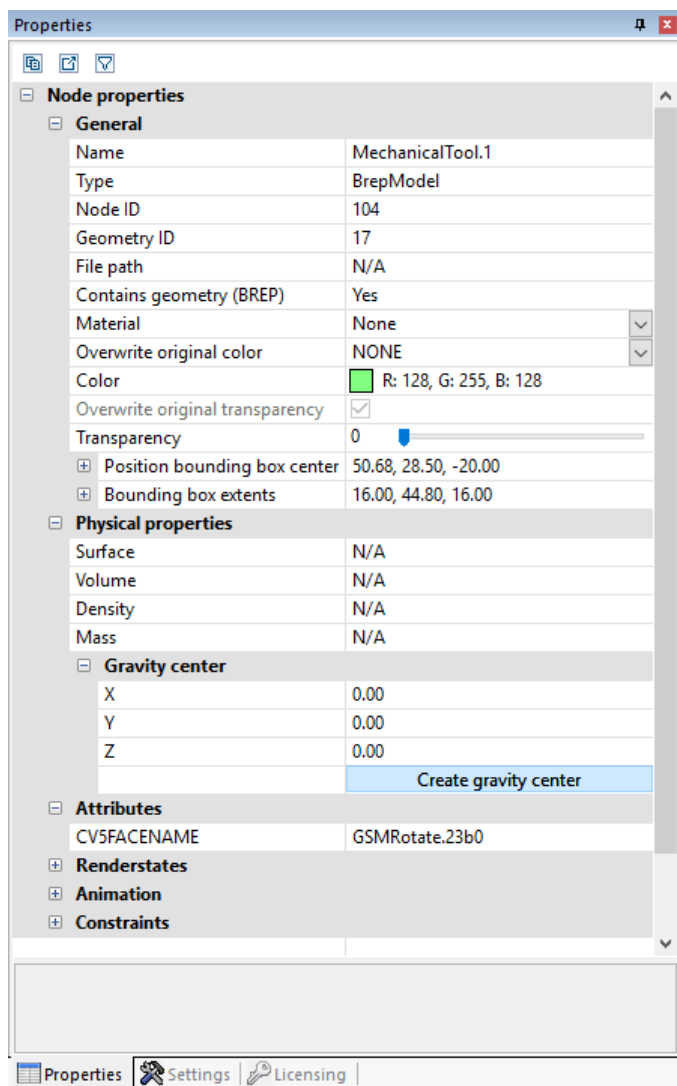 Properties
Node properties
General
Name MechanicalTool.1
Type BrepModel
Node ID 104
Geometry ID 17
File path N/A
Contains geometry (BREP) Yes
Material None
Overwrite original color NONE
Color R: 128, G: 255, B: 128
Overwrite original transparency
Transparency 0
Position bounding box center 50.68, 28.50, -20.00
Bounding box extents 16.00, 44.80, 16.00
Physical properties
Surface N/A
Volume N/A
Density N/A
Mass N/A
Gravity center
X 0.00
Y 0.00
Z 0.00
Create gravity center
Attributes
CV5FACENAME GSMRotate.23b0
Renderstates
Animation
Constraints
Properties Settings Licensing